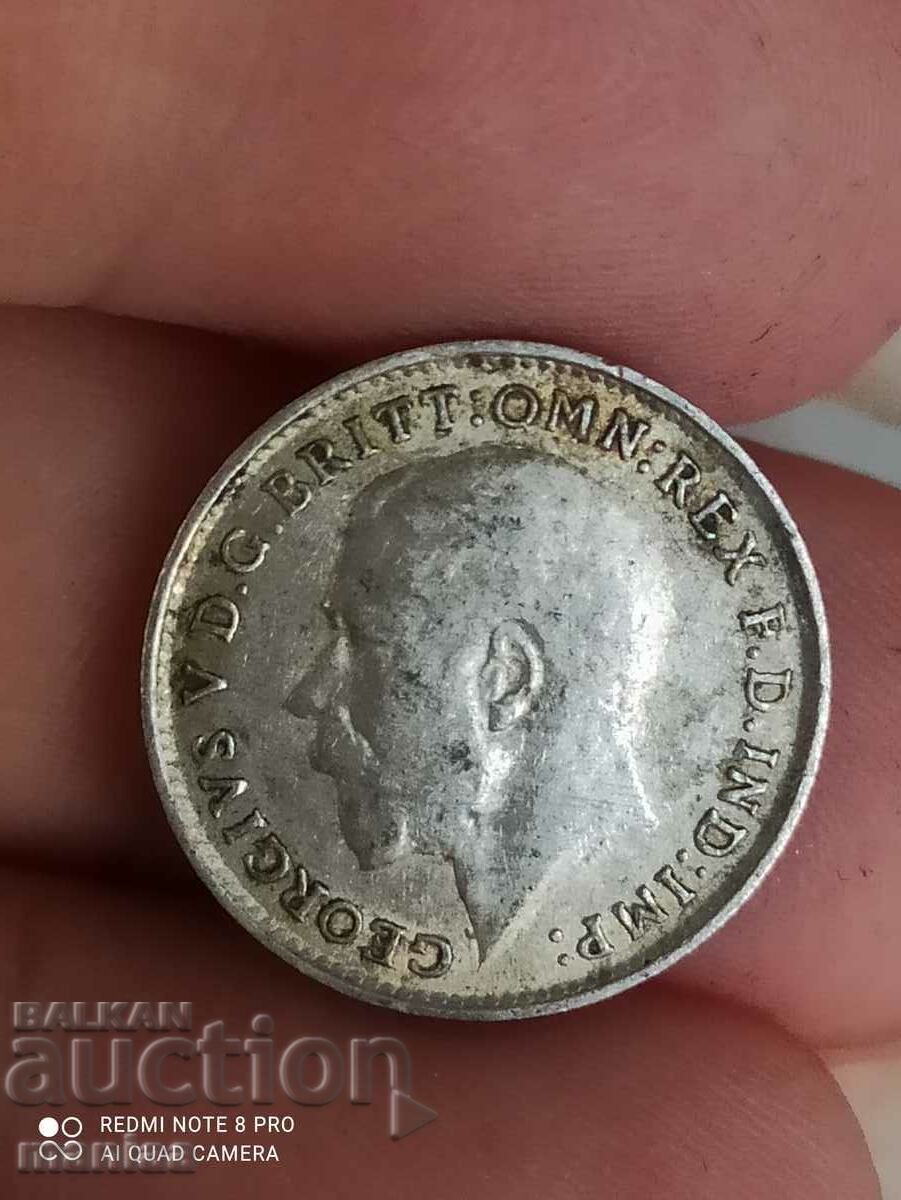 GEORGIVS V D.G.BRITT:OMN:REX F.D.IND:IMP:
BALKAN
auction
REDMI NOTE 8 PRO
AI QUAD CAMERA